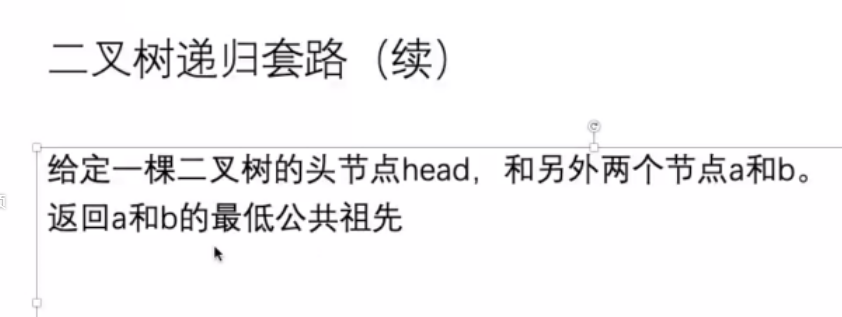 二叉树递归套路（续）
给定一棵二叉树的头节点head，和另外两个节点a和b。
返回a和b的最低公共祖先